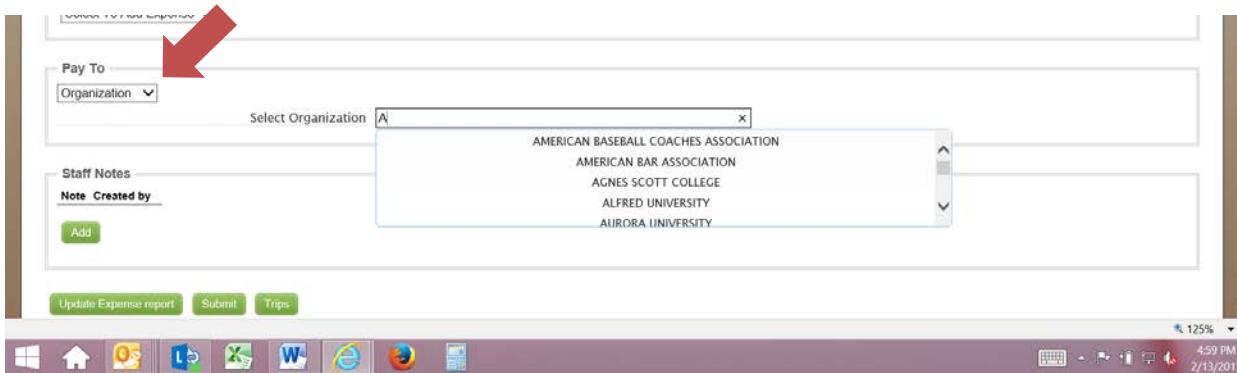 Pay To
Organization
Select Organization A ×
AMERICAN BASEBALL COACHES ASSOCIATION
AMERICAN BAR ASSOCIATION
AGNES SCOTT COLLEGE
ALFRED UNIVERSITY
AURORA UNIVERSITY
Staff Notes
Note Created by
Add
Update Expense report Submit Trips
125%
4:59 PM